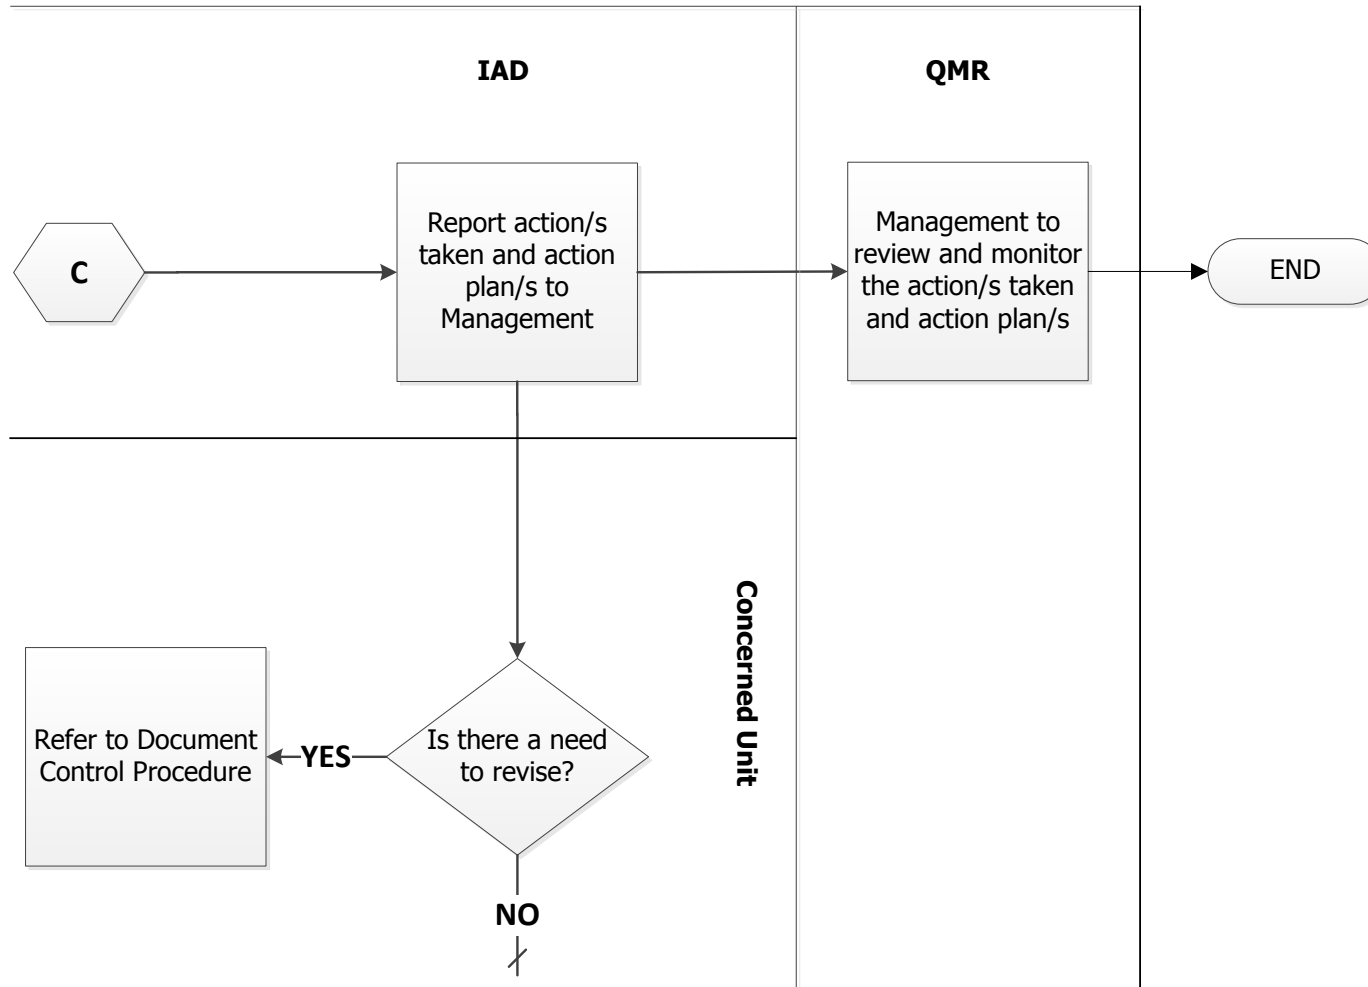 IAD
QMR
C
Report action/s
taken and action
plan/s to
Management
Management to
review and monitor
the action/s taken
and action plan/s
END
Concerned Unit
Refer to Document
Control Procedure
YES
Is there a need
to revise?
NO